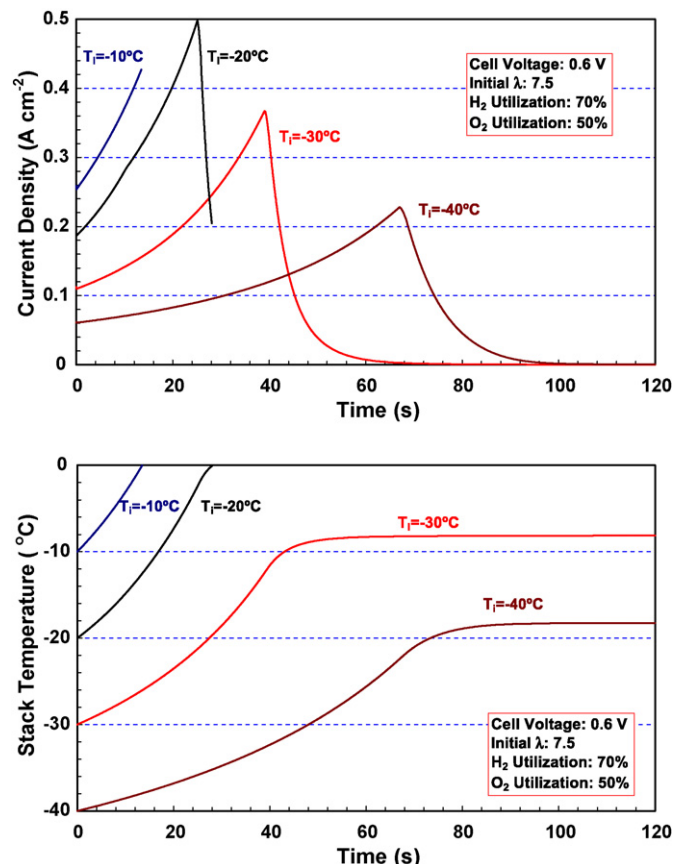 0.5
0.4
0.3
0.2
0.1
0
Current Density (A cm⁻²)
Tᵢ=-10ºC
Tᵢ=-20ºC
Tᵢ=-30ºC
Tᵢ=-40ºC
Cell Voltage: 0.6 V
Initial λ: 7.5
H₂ Utilization: 70%
O₂ Utilization: 50%
0 20 40 60 80 100 120
Time (s)
0
-10
-20
-30
-40
Stack Temperature ( ºC)
Tᵢ=-10ºC
Tᵢ=-20ºC
Tᵢ=-30ºC
Tᵢ=-40ºC
Cell Voltage: 0.6 V
Initial λ: 7.5
H₂ Utilization: 70%
O₂ Utilization: 50%
0 20 40 60 80 100 120
Time (s)